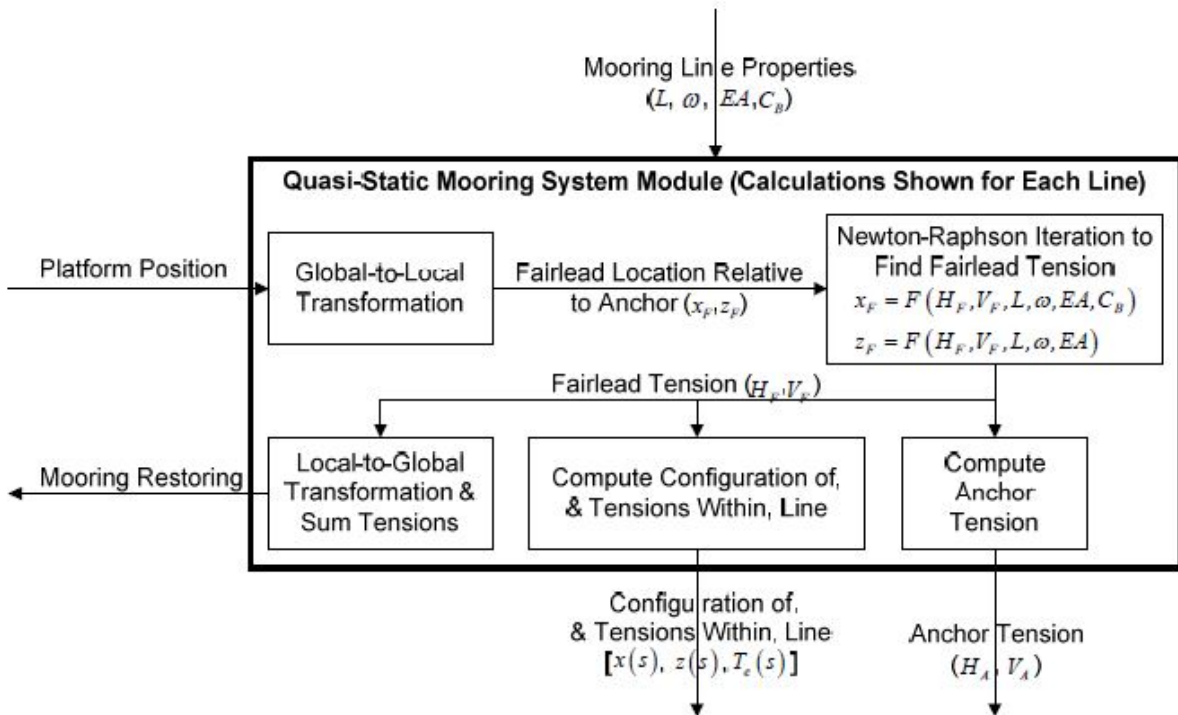 Mooring Line Properties
(L, ω, EA, C_B)
Quasi-Static Mooring System Module (Calculations Shown for Each Line)
Platform Position
Global-to-Local
Transformation
Fairlead Location Relative
to Anchor (x_F, z_F)
Newton-Raphson Iteration to
Find Fairlead Tension
x_F = F(H_F, V_F, L, ω, EA, C_B)
z_F = F(H_F, V_F, L, ω, EA)
Fairlead Tension (H_F, V_F)
Mooring Restoring
Local-to-Global
Transformation &
Sum Tensions
Compute Configuration of,
& Tensions Within, Line
Compute
Anchor
Tension
Configuration of,
& Tensions Within, Line
[x(s), z(s), T_e(s)]
Anchor Tension
(H_A, V_A)